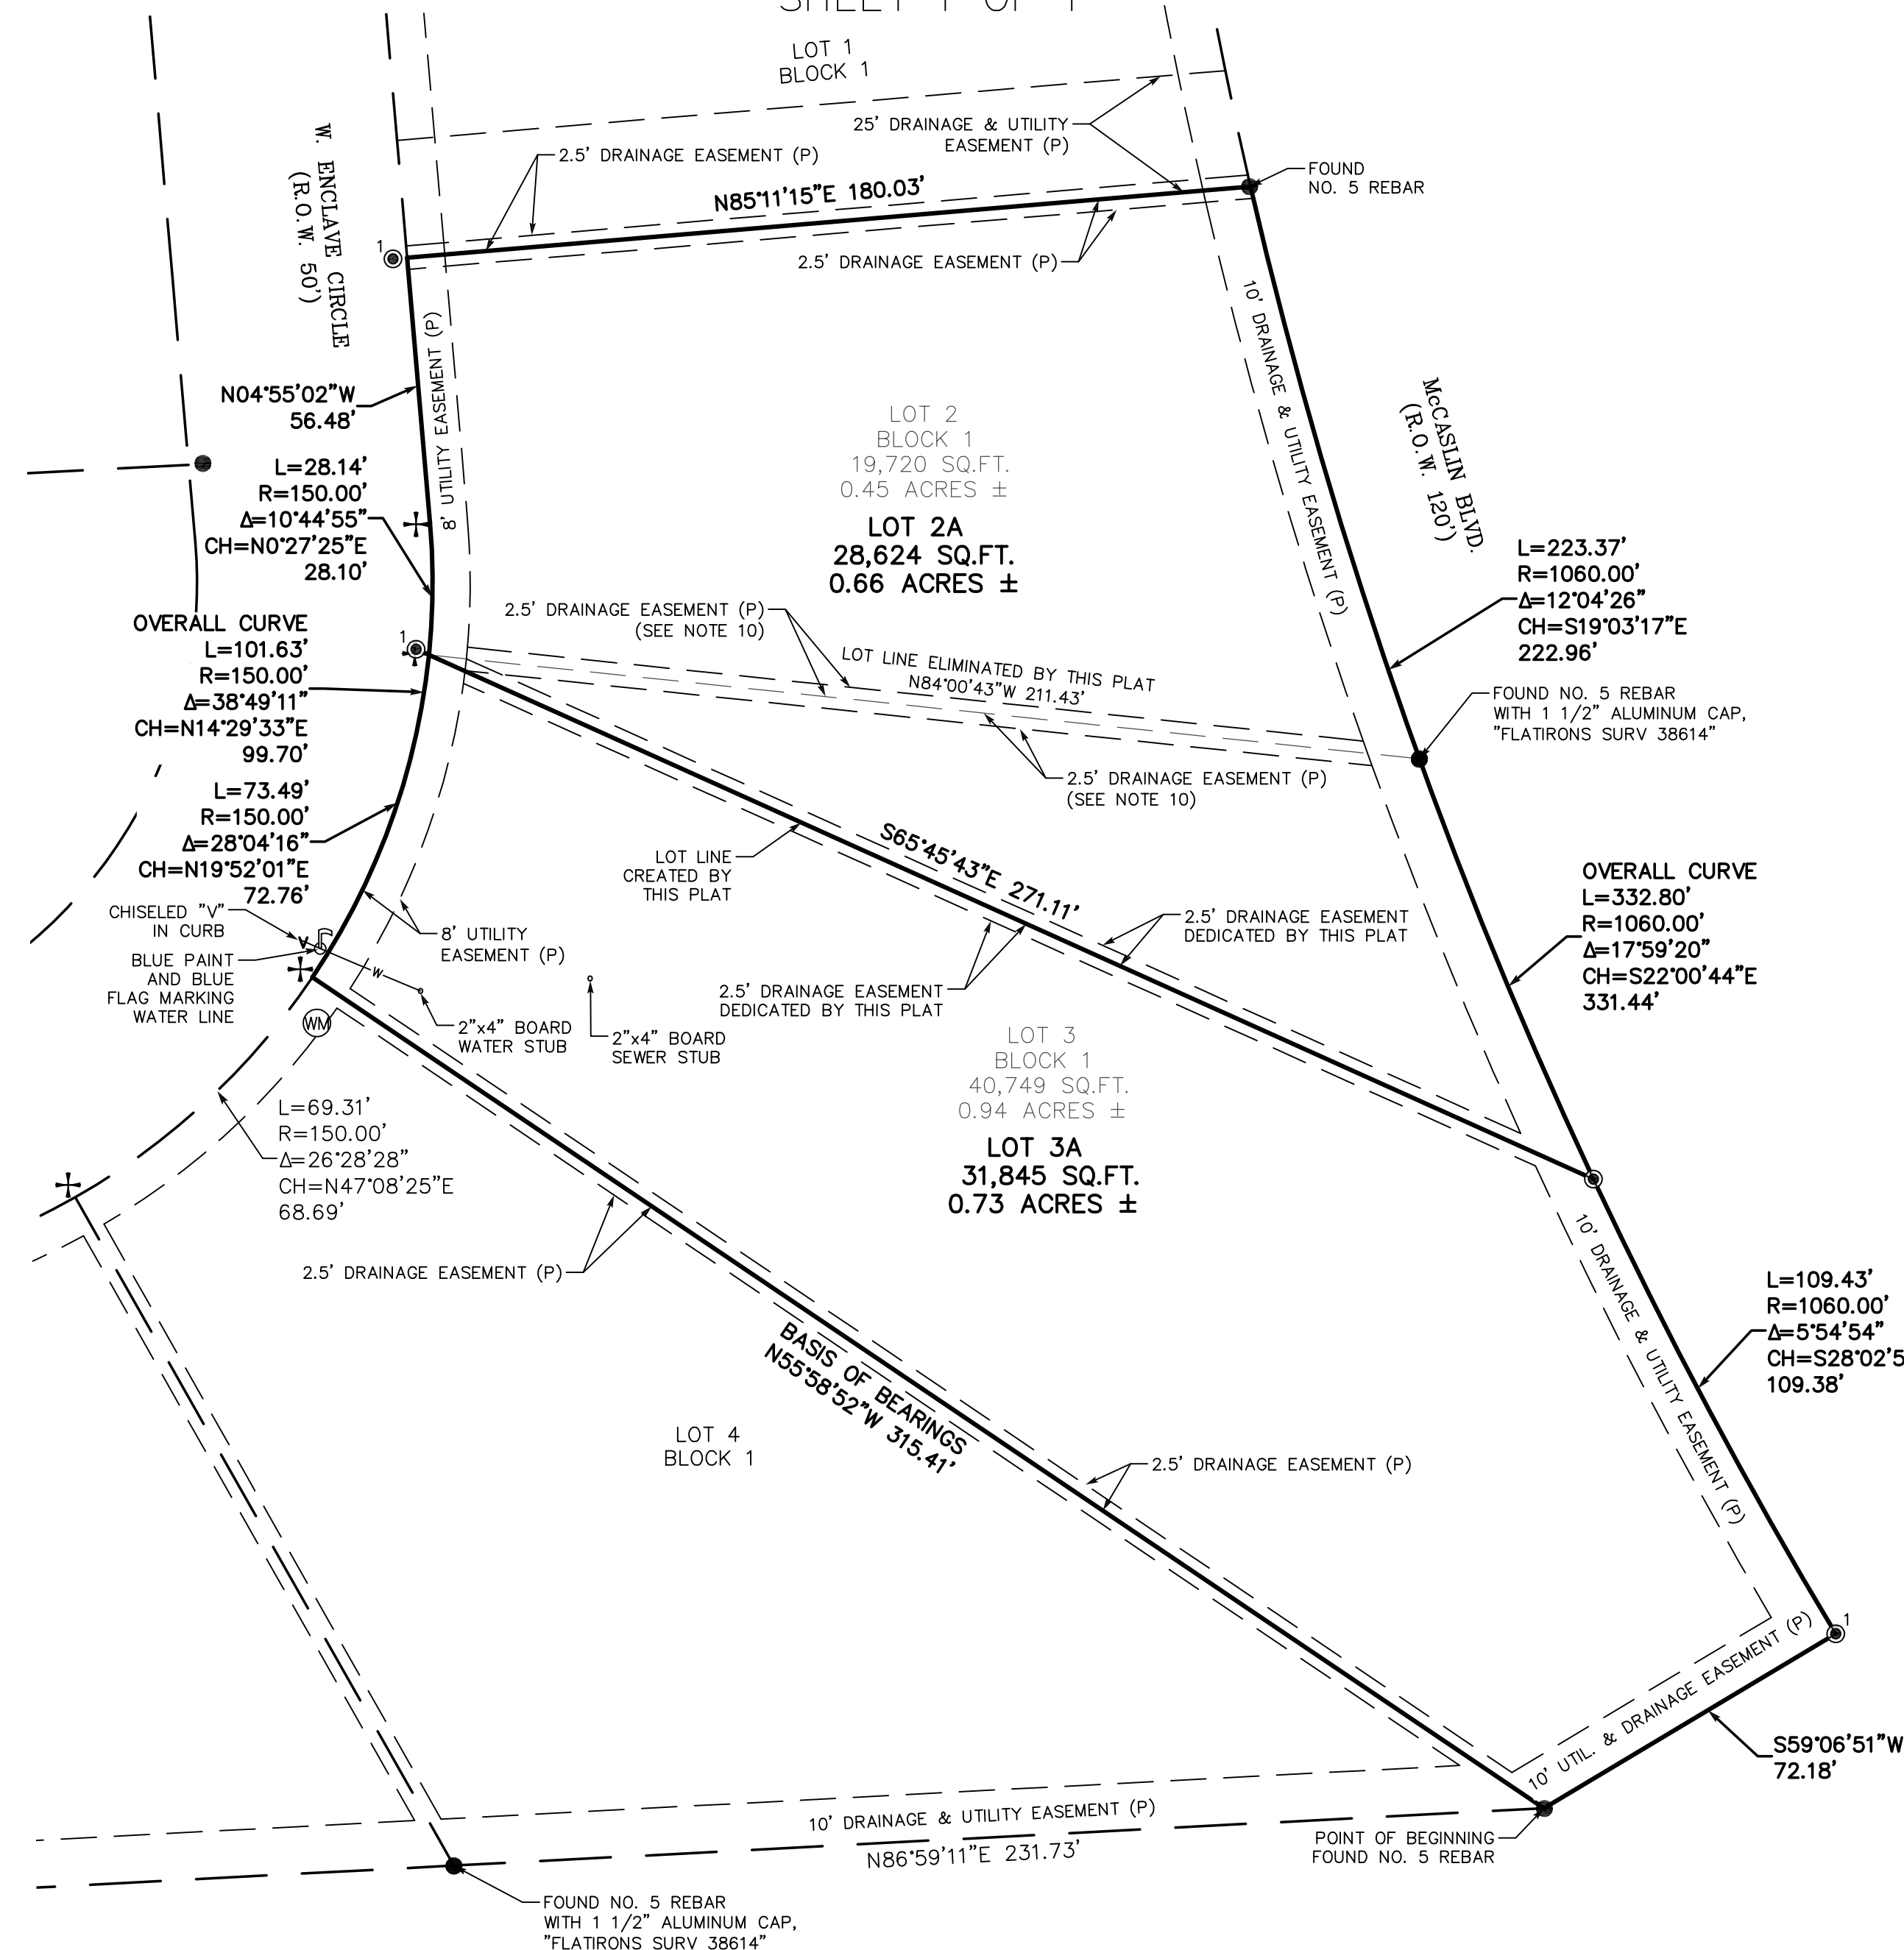 SHEET 1 OF 1
LOT 1
BLOCK 1
25' DRAINAGE & UTILITY
EASEMENT (P)
2.5' DRAINAGE EASEMENT (P)
N85°11'15"E 180.03'
FOUND
NO. 5 REBAR
W. ENCLAVE CIRCLE
(R.O.W. 50')
1
2.5' DRAINAGE EASEMENT (P)
8' UTILITY EASEMENT (P)
10' DRAINAGE & UTILITY EASEMENT (P)
McCASLIN BLVD.
(R.O.W. 120')
N04°55'02"W
56.48'
LOT 2
BLOCK 1
19,720 SQ.FT.
0.45 ACRES ±
LOT 2A
28,624 SQ.FT.
0.66 ACRES ±
L=28.14'
R=150.00'
Δ=10°44'55"
CH=N0°27'25"E
28.10'
L=223.37'
R=1060.00'
Δ=12°04'26"
CH=S19°03'17"E
222.96'
2.5' DRAINAGE EASEMENT (P)
(SEE NOTE 10)
OVERALL CURVE
L=101.63'
R=150.00'
Δ=38°49'11"
CH=N14°29'33"E
99.70'
1
LOT LINE ELIMINATED BY THIS PLAT
N84°00'43"W 211.43'
FOUND NO. 5 REBAR
WITH 1 1/2" ALUMINUM CAP,
"FLATIRONS SURV 38614"
2.5' DRAINAGE EASEMENT (P)
(SEE NOTE 10)
L=73.49'
R=150.00'
Δ=28°04'16"
CH=N19°52'01"E
72.76'
LOT LINE
CREATED BY
THIS PLAT
S65°45'43"E 271.11'
OVERALL CURVE
L=332.80'
R=1060.00'
Δ=17°59'20"
CH=S22°00'44"E
331.44'
CHISELED "V"
IN CURB
V
BLUE PAINT
AND BLUE
FLAG MARKING
WATER LINE
W
8' UTILITY
EASEMENT (P)
2.5' DRAINAGE EASEMENT
DEDICATED BY THIS PLAT
2.5' DRAINAGE EASEMENT
DEDICATED BY THIS PLAT
WM
2"x4" BOARD
WATER STUB
2"x4" BOARD
SEWER STUB
LOT 3
BLOCK 1
40,749 SQ.FT.
0.94 ACRES ±
LOT 3A
31,845 SQ.FT.
0.73 ACRES ±
L=69.31'
R=150.00'
Δ=26°28'28"
CH=N47°08'25"E
68.69'
2.5' DRAINAGE EASEMENT (P)
10' DRAINAGE & UTILITY EASEMENT (P)
L=109.43'
R=1060.00'
Δ=5°54'54"
CH=S28°02'5
109.38'
BASIS OF BEARINGS
N55°58'52"W 315.41'
LOT 4
BLOCK 1
2.5' DRAINAGE EASEMENT (P)
1
10' UTIL. & DRAINAGE EASEMENT (P)
S59°06'51"W
72.18'
10' DRAINAGE & UTILITY EASEMENT (P)
N86°59'11"E 231.73'
POINT OF BEGINNING
FOUND NO. 5 REBAR
FOUND NO. 5 REBAR
WITH 1 1/2" ALUMINUM CAP,
"FLATIRONS SURV 38614"